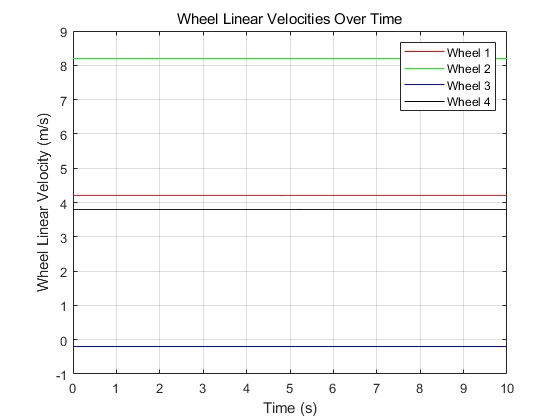 Wheel Linear Velocities Over Time
9
8
7
6
5
4
3
2
1
0
-1
Wheel Linear Velocity (m/s)
Wheel 1
Wheel 2
Wheel 3
Wheel 4
0 1 2 3 4 5 6 7 8 9 10
Time (s)